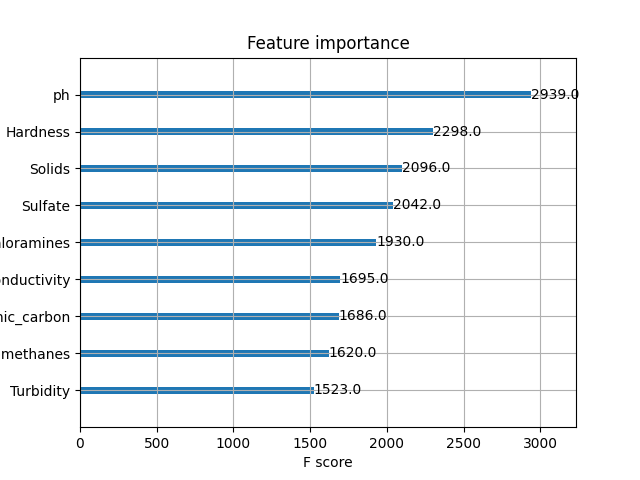 Feature importance
ph
2939.0
Hardness
2298.0
Solids
2096.0
Sulfate
2042.0
loramines
1930.0
nductivity
1695.0
nic_carbon
1686.0
methanes
1620.0
Turbidity
1523.0
0 500 1000 1500 2000 2500 3000
F score